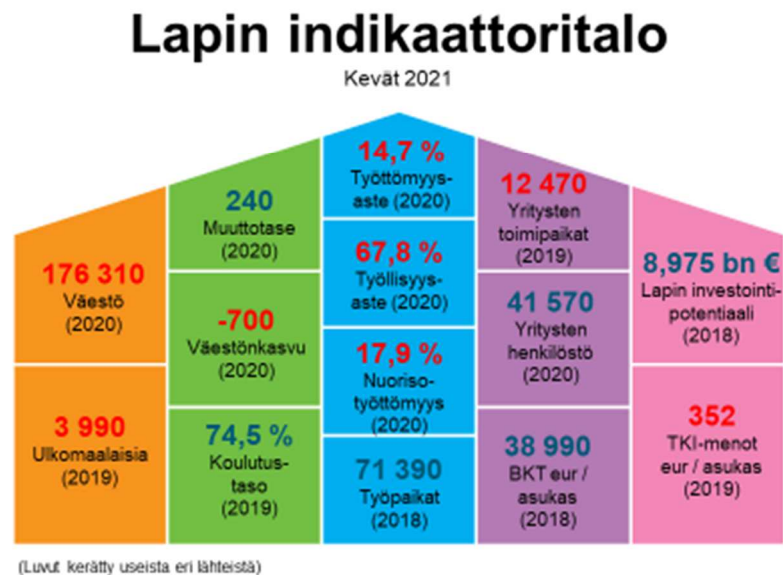 Lapin indikaattoritalo
Kevät 2021
176 310
Väestö
(2020)
3 990
Ulkomaalaisia
(2019)
240
Muuttotase
(2020)
-700
Väestönkasvu
(2020)
74,5 %
Koulutus-
taso
(2019)
14,7 %
Työttömyys-
aste (2020)
67,8 %
Työllisyys-
aste (2020)
17,9 %
Nuoriso-
työttömyys
(2020)
71 390
Työpaikat
(2018)
12 470
Yritysten
toimipaikat
(2019)
41 570
Yritysten
henkilöstö
(2020)
38 990
BKT eur /
asukas
(2018)
8,975 bn €
Lapin investointi-
potentiaali
(2018)
352
TKI-menot
eur / asukas
(2019)
(Luvut kerätty useista eri lähteistä)